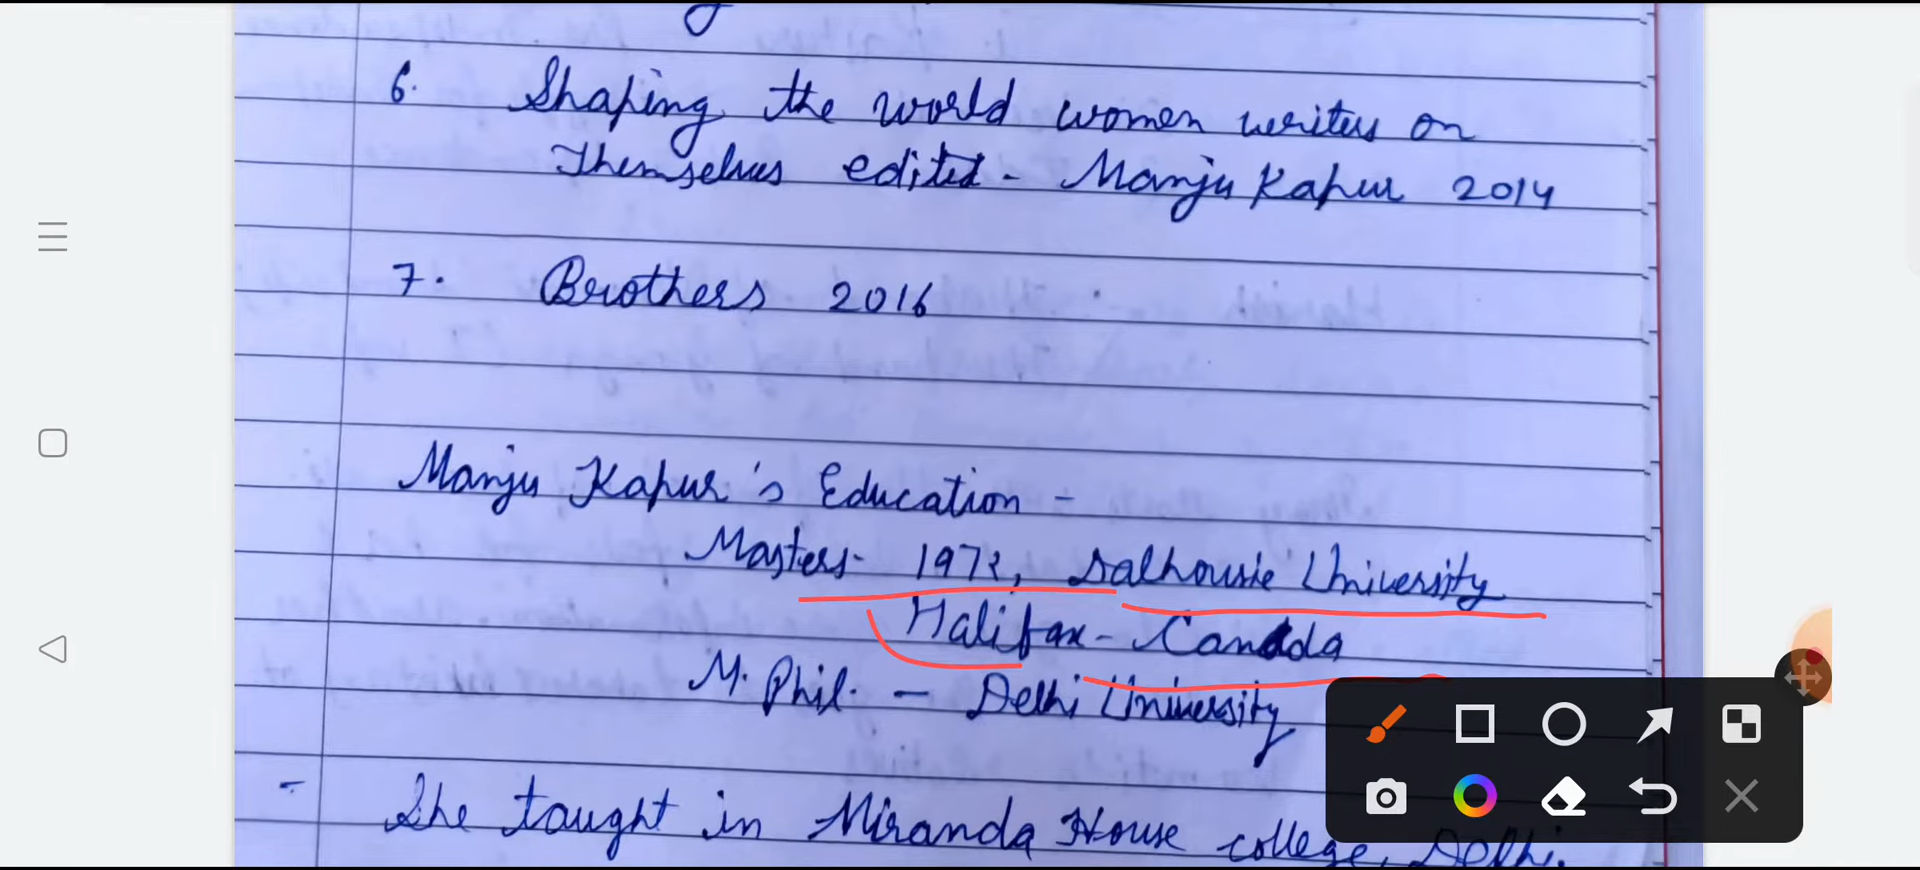 6. Shaping the world women writers on
Themselves edited - Manju Kapur 2014
7. Brothers 2016
Manju Kapur's Education -
Masters- 1972, Dalhousie University
Halifax - Canada
M. Phil. - Delhi University
- She taught in Miranda House college, Delhi.